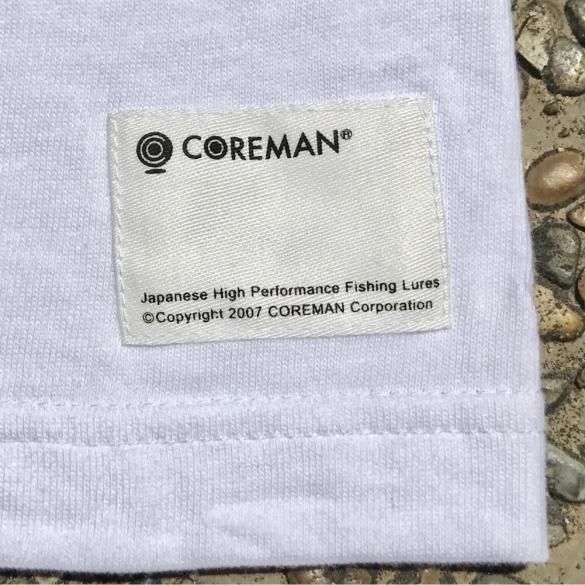 COREMAN®
Japanese High Performance Fishing Lures
©Copyright 2007 COREMAN Corporation